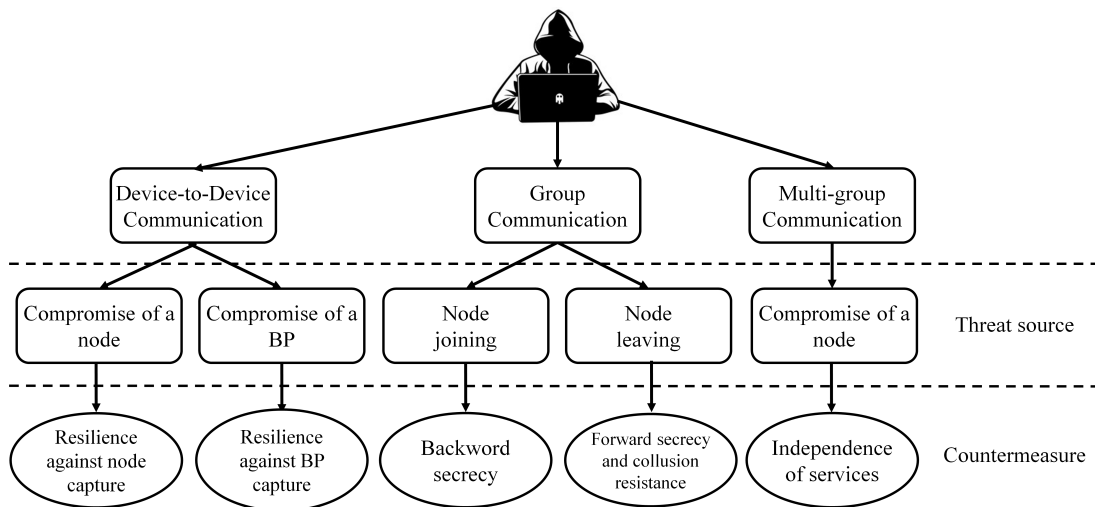 Device-to-Device
Communication
Group
Communication
Multi-group
Communication
Compromise of a
node
Compromise of a
BP
Node
joining
Node
leaving
Compromise of a
node
Threat source
Resilience
against node
capture
Resilience
against BP
capture
Backword
secrecy
Forward secrecy
and collusion
resistance
Independence
of services
Countermeasure